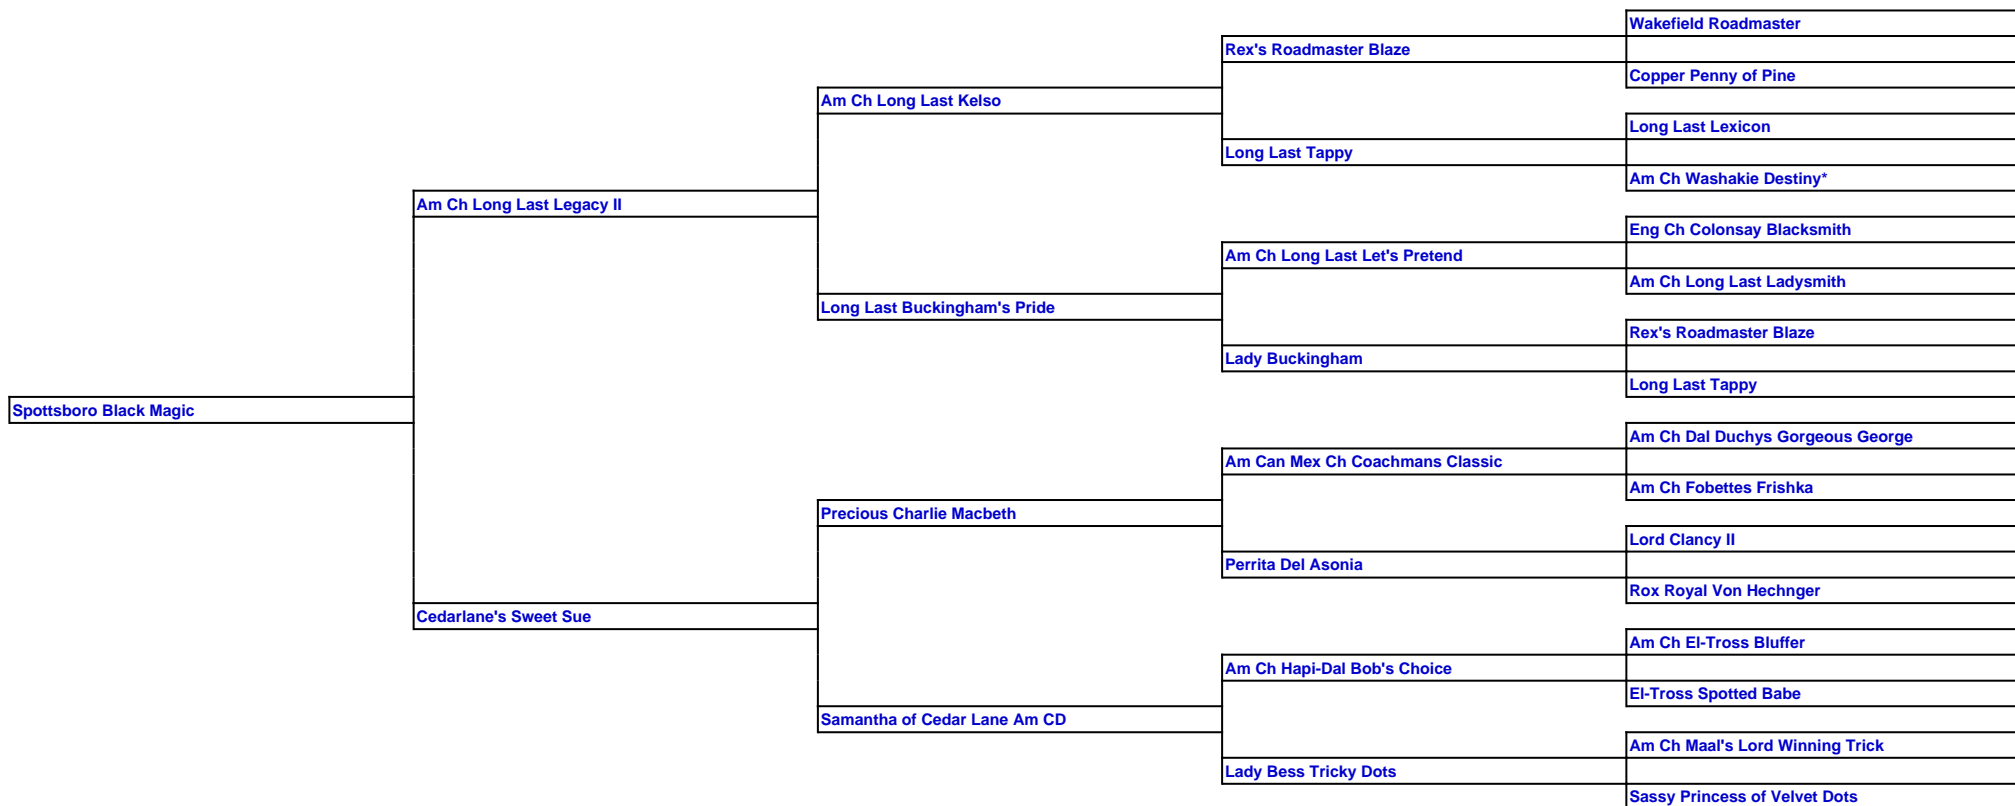 Wakefield Roadmaster
Rex's Roadmaster Blaze
Copper Penny of Pine
Am Ch Long Last Kelso
Long Last Lexicon
Long Last Tappy
Am Ch Washakie Destiny*
Am Ch Long Last Legacy II
Eng Ch Colonsay Blacksmith
Am Ch Long Last Let's Pretend
Am Ch Long Last Ladysmith
Long Last Buckingham's Pride
Rex's Roadmaster Blaze
Lady Buckingham
Long Last Tappy
Spottsboro Black Magic
Am Ch Dal Duchys Gorgeous George
Am Can Mex Ch Coachmans Classic
Am Ch Fobettes Frishka
Precious Charlie Macbeth
Lord Clancy II
Perrita Del Asonia
Rox Royal Von Hechnger
Cedarlane's Sweet Sue
Am Ch El-Tross Bluffer
Am Ch Hapi-Dal Bob's Choice
El-Tross Spotted Babe
Samantha of Cedar Lane Am CD
Am Ch Maal's Lord Winning Trick
Lady Bess Tricky Dots
Sassy Princess of Velvet Dots